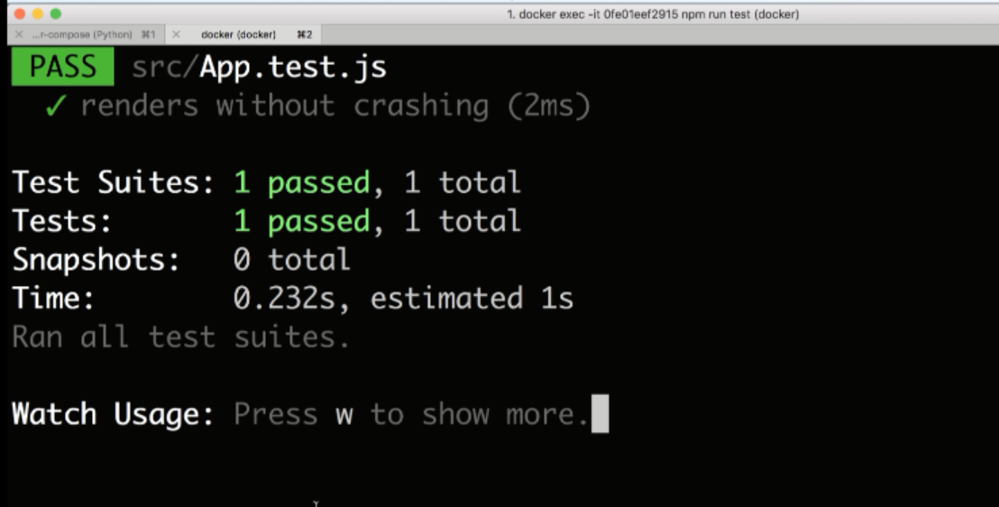 1. docker exec -it 0fe01eef2915 npm run test (docker)
...r-compose (Python) ⌘1 docker (docker) ⌘2
PASS src/App.test.js
✓ renders without crashing (2ms)
Test Suites: 1 passed, 1 total
Tests: 1 passed, 1 total
Snapshots: 0 total
Time: 0.232s, estimated 1s
Ran all test suites.
Watch Usage: Press w to show more.